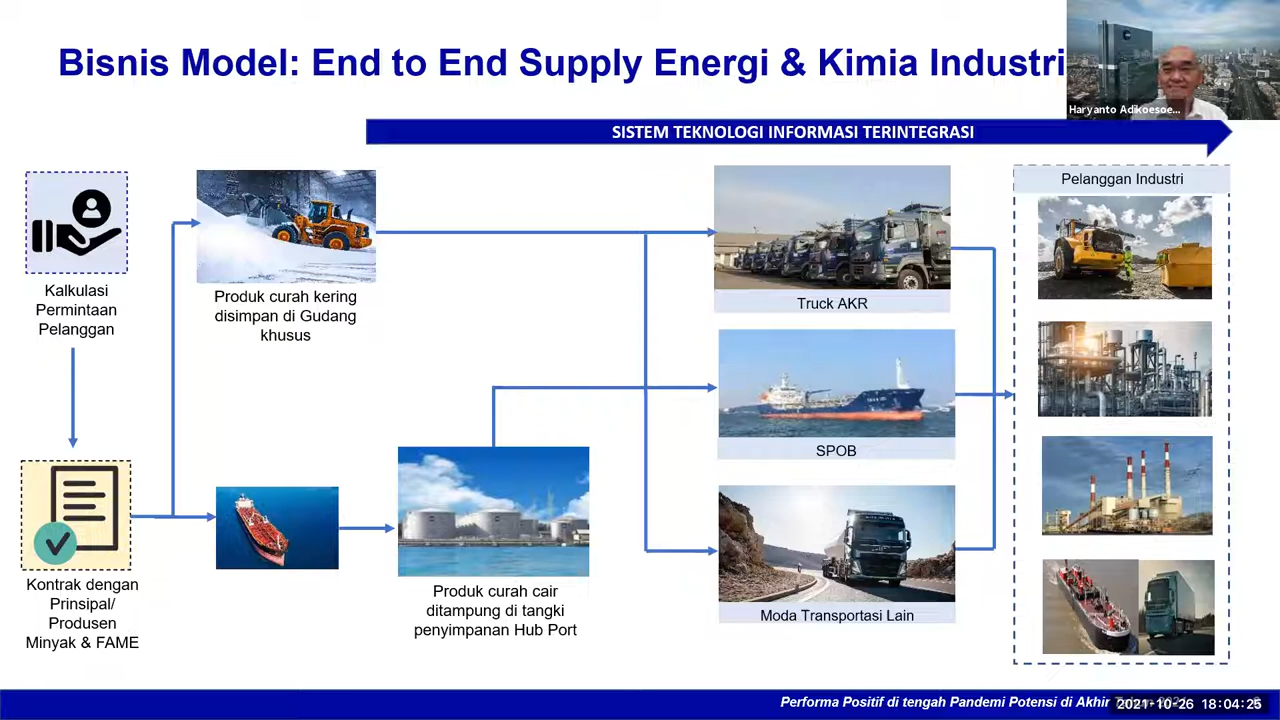 Bisnis Model: End to End Supply Energi & Kimia Industri
Haryanto Adikoesoe...
SISTEM TEKNOLOGI INFORMASI TERINTEGRASI
Kalkulasi
Permintaan
Pelanggan
Produk curah kering
disimpan di Gudang
khusus
Truck AKR
Pelanggan Industri
SPOB
Kontrak dengan
Prinsipal/
Produsen
Minyak & FAME
Produk curah cair
ditampung di tangki
penyimpanan Hub Port
Moda Transportasi Lain
Performa Positif di tengah Pandemi Potensi di Akhir
2021-10-26 18:04:25